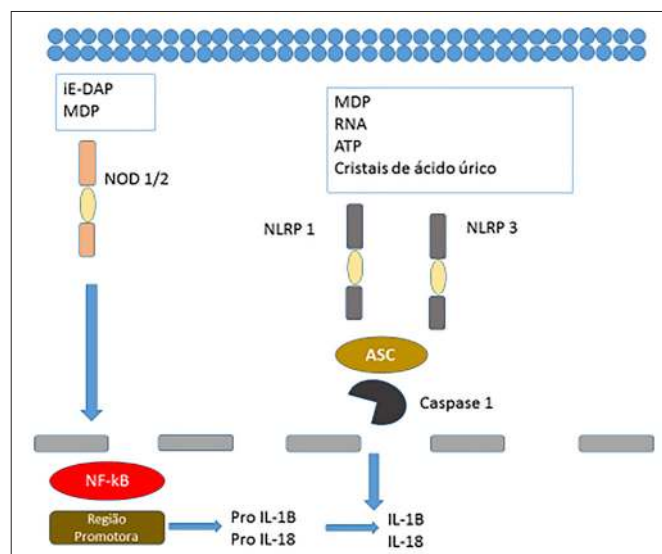 iE-DAP
MDP
NOD 1/2
MDP
RNA
ATP
Cristais de ácido úrico
NLRP 1
NLRP 3
ASC
Caspase 1
NF-kB
Região
Promotora
Pro IL-1B
Pro IL-18
IL-1B
IL-18